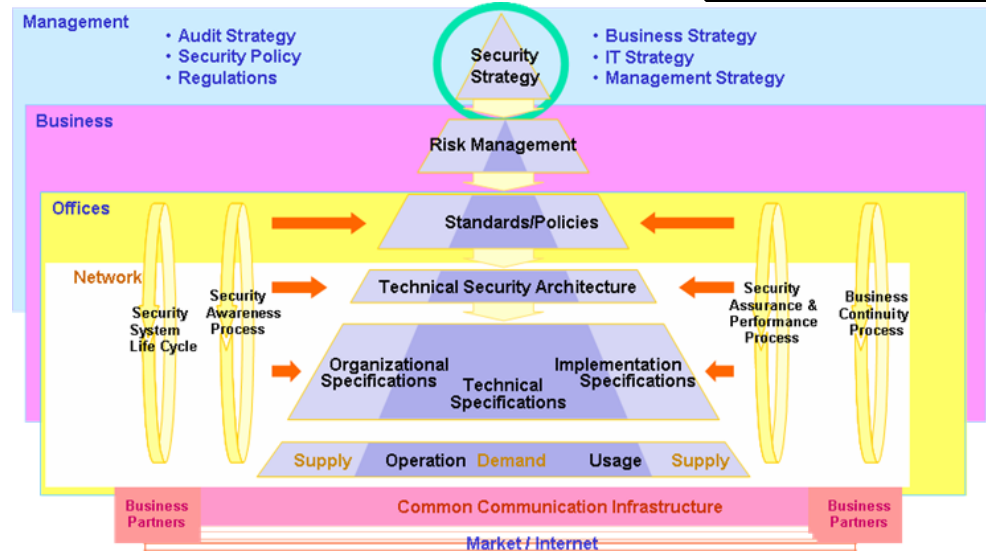 Management
• Audit Strategy
• Security Policy
• Regulations
Security
Strategy
• Business Strategy
• IT Strategy
• Management Strategy
Business
Risk Management
Offices
Standards/Policies
Network
Technical Security Architecture
Security
System
Life Cycle
Security
Awareness
Process
Security
Assurance &
Performance
Process
Business
Continuity
Process
Organizational
Specifications
Technical
Specifications
Implementation
Specifications
Supply Operation Demand Usage Supply
Business
Partners
Common Communication Infrastructure
Business
Partners
Market / Internet